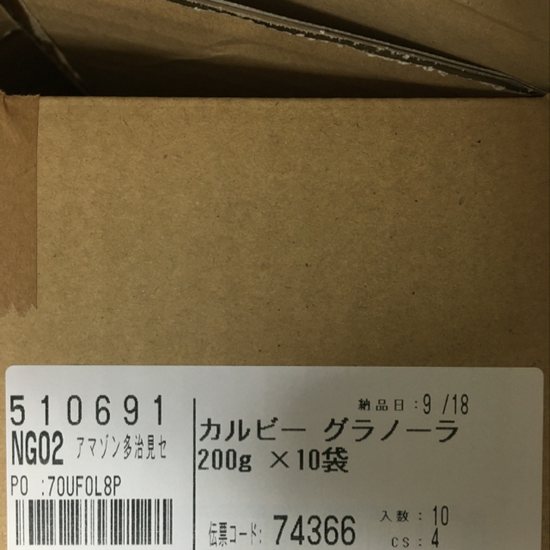 510691
NG02 アマゾン多治見セ
PO :70UFOL8P
納品日:9/18
カルビー グラノーラ
200g ×10袋
入数:10
伝票コード:74366
CS:4